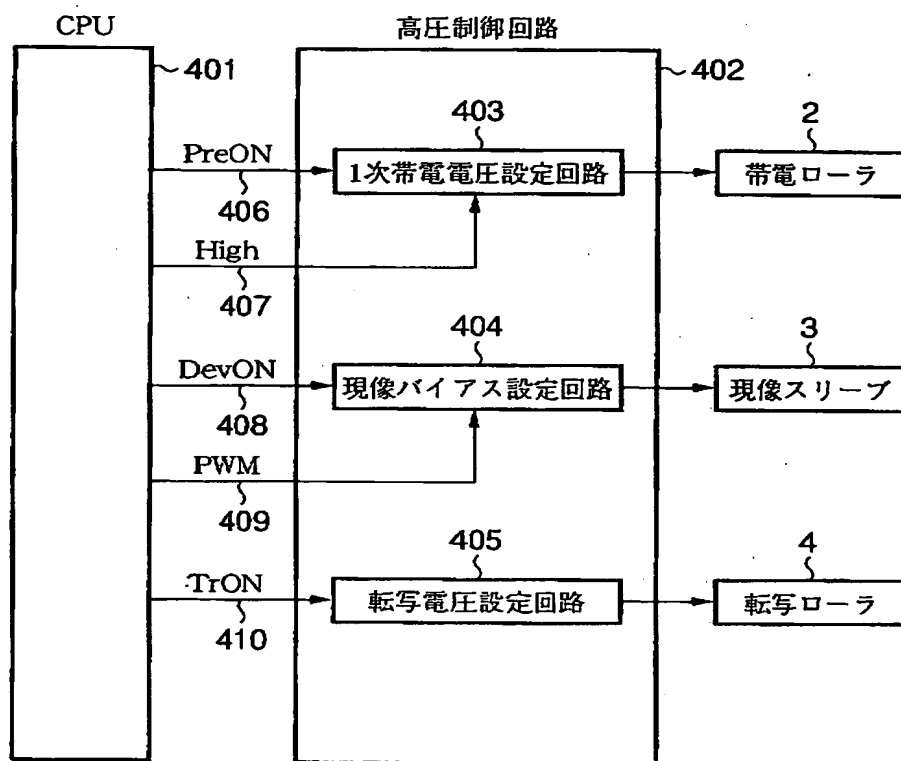 CPU
高圧制御回路
401
402
403
2
PreON
1次帯電電圧設定回路
帯電ローラ
406
High
407
404
3
DevON
現像バイアス設定回路
現像スリーブ
408
PWM
409
405
4
TrON
転写電圧設定回路
転写ローラ
410